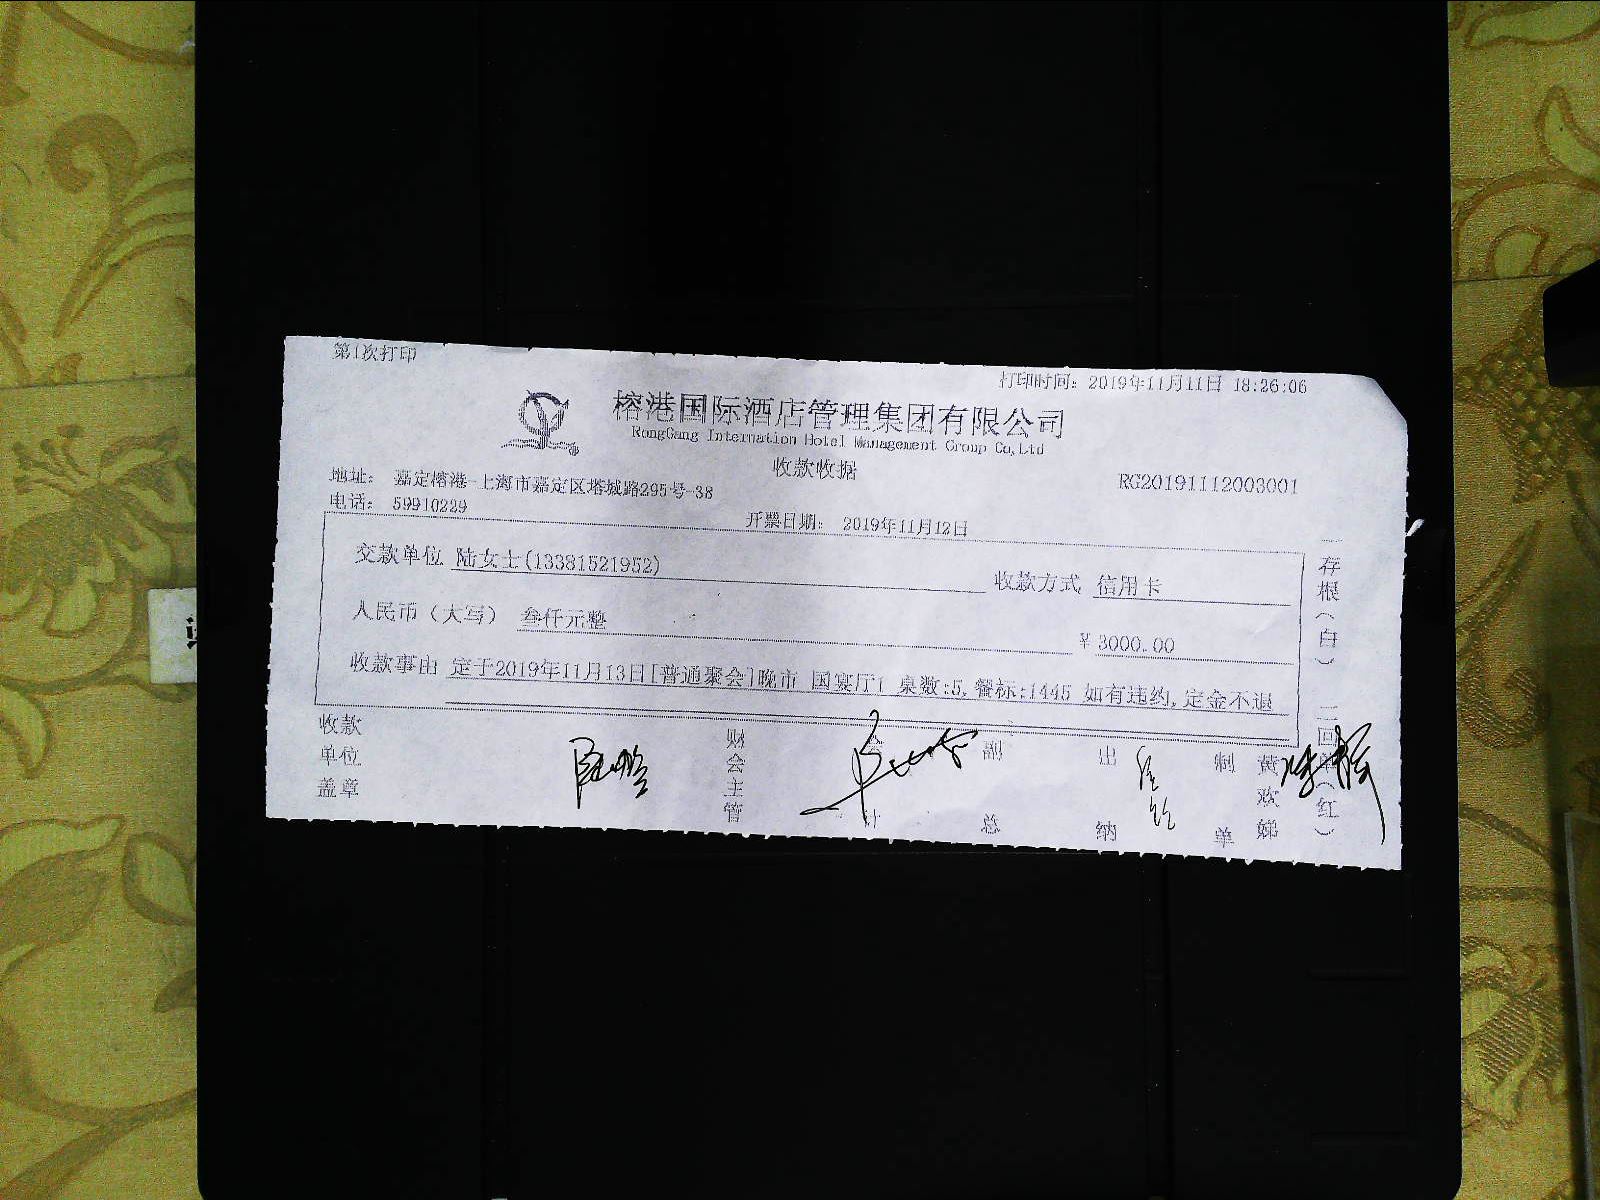 第1次打印
打印时间：2019年11月11日 18:26:06
榕港国际酒店管理集团有限公司
RongGang Internation Hotel Management Group Co,Ltd
收款收据
RG20191112003001
地址： 嘉定榕港-上海市嘉定区塔城路295号-38
电话： 59910229
开票日期： 2019年11月12日
交款单位 陆女士(13381521952) 收款方式 信用卡
人民币（大写） 叁仟元整 ￥3000.00
收款事由 定于2019年11月13日[普通聚会]晚市 国宴厅1 桌数:5,餐标:1445 如有违约,定金不退
收款单位盖章 财会主管 会计 副总 出纳 制单 黄欢娣
一存根(白) 二回单(红)